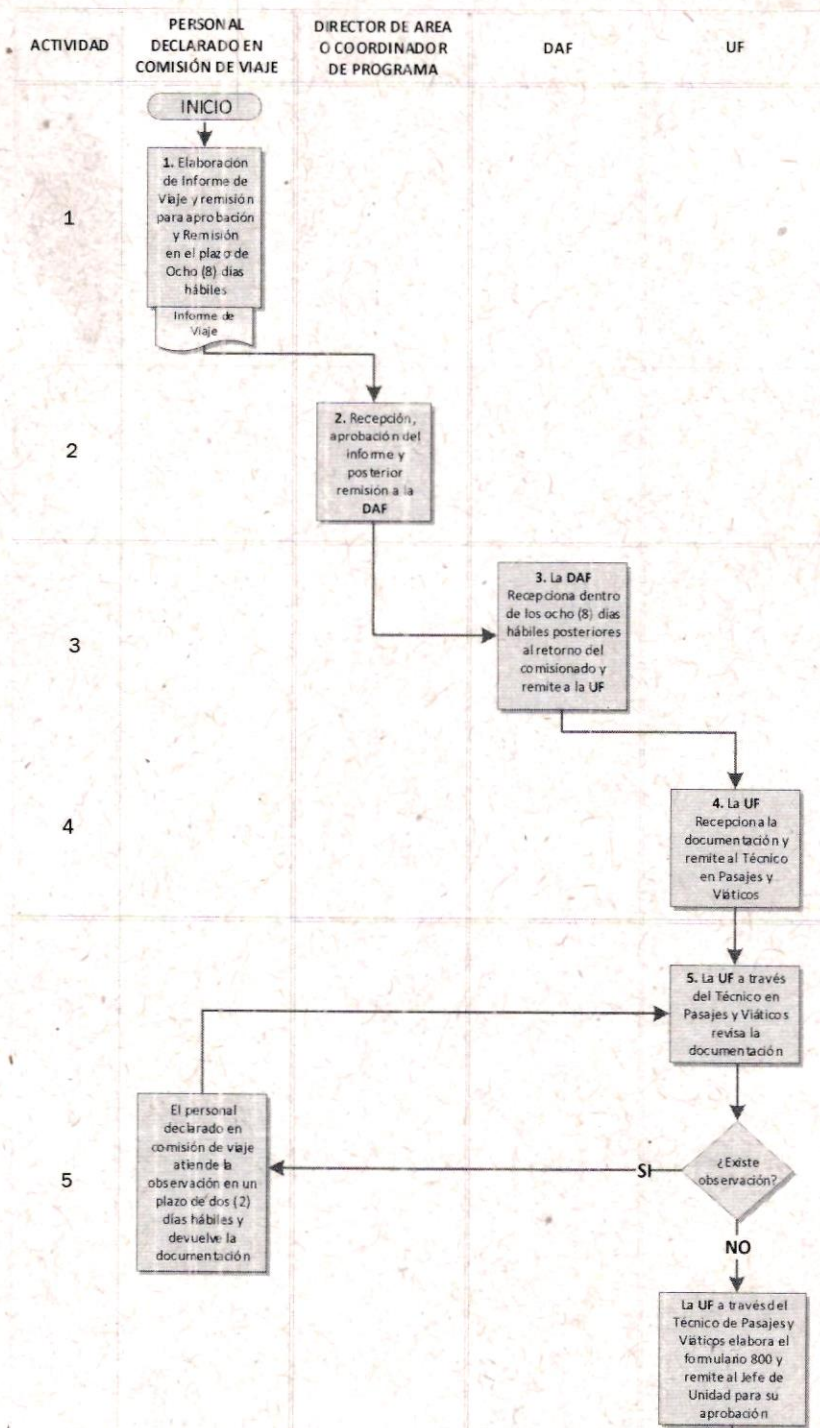 ACTIVIDAD
PERSONAL
DECLARADO EN
COMISIÓN DE VIAJE
DIRECTOR DE AREA
O COORDINADOR
DE PROGRAMA
DAF
UF
INICIO
1
1. Elaboración
de Informe de
Viaje y remisión
para aprobación
y Remisión
en el plazo de
Ocho (8) días
hábiles
Informe de
Viaje
2
2. Recepción,
aprobación del
informe y
posterior
remisión a la
DAF
3
3. La DAF
Recepciona dentro
de los ocho (8) días
hábiles posteriores
al retorno del
comisionado y
remite a la UF
4
4. La UF
Recepciona la
documentación y
remite al Técnico
en Pasajes y
Viáticos
5
5. La UF a través
del Técnico en
Pasajes y Viáticos
revisa la
documentación
El personal
declarado en
comisión de viaje
atiende la
observación en un
plazo de dos (2)
días hábiles y
devuelve la
documentación
SI
¿Existe
observación?
NO
La UF a través del
Técnico de Pasajes y
Viáticos elabora el
formulario 800 y
remite al Jefe de
Unidad para su
aprobación